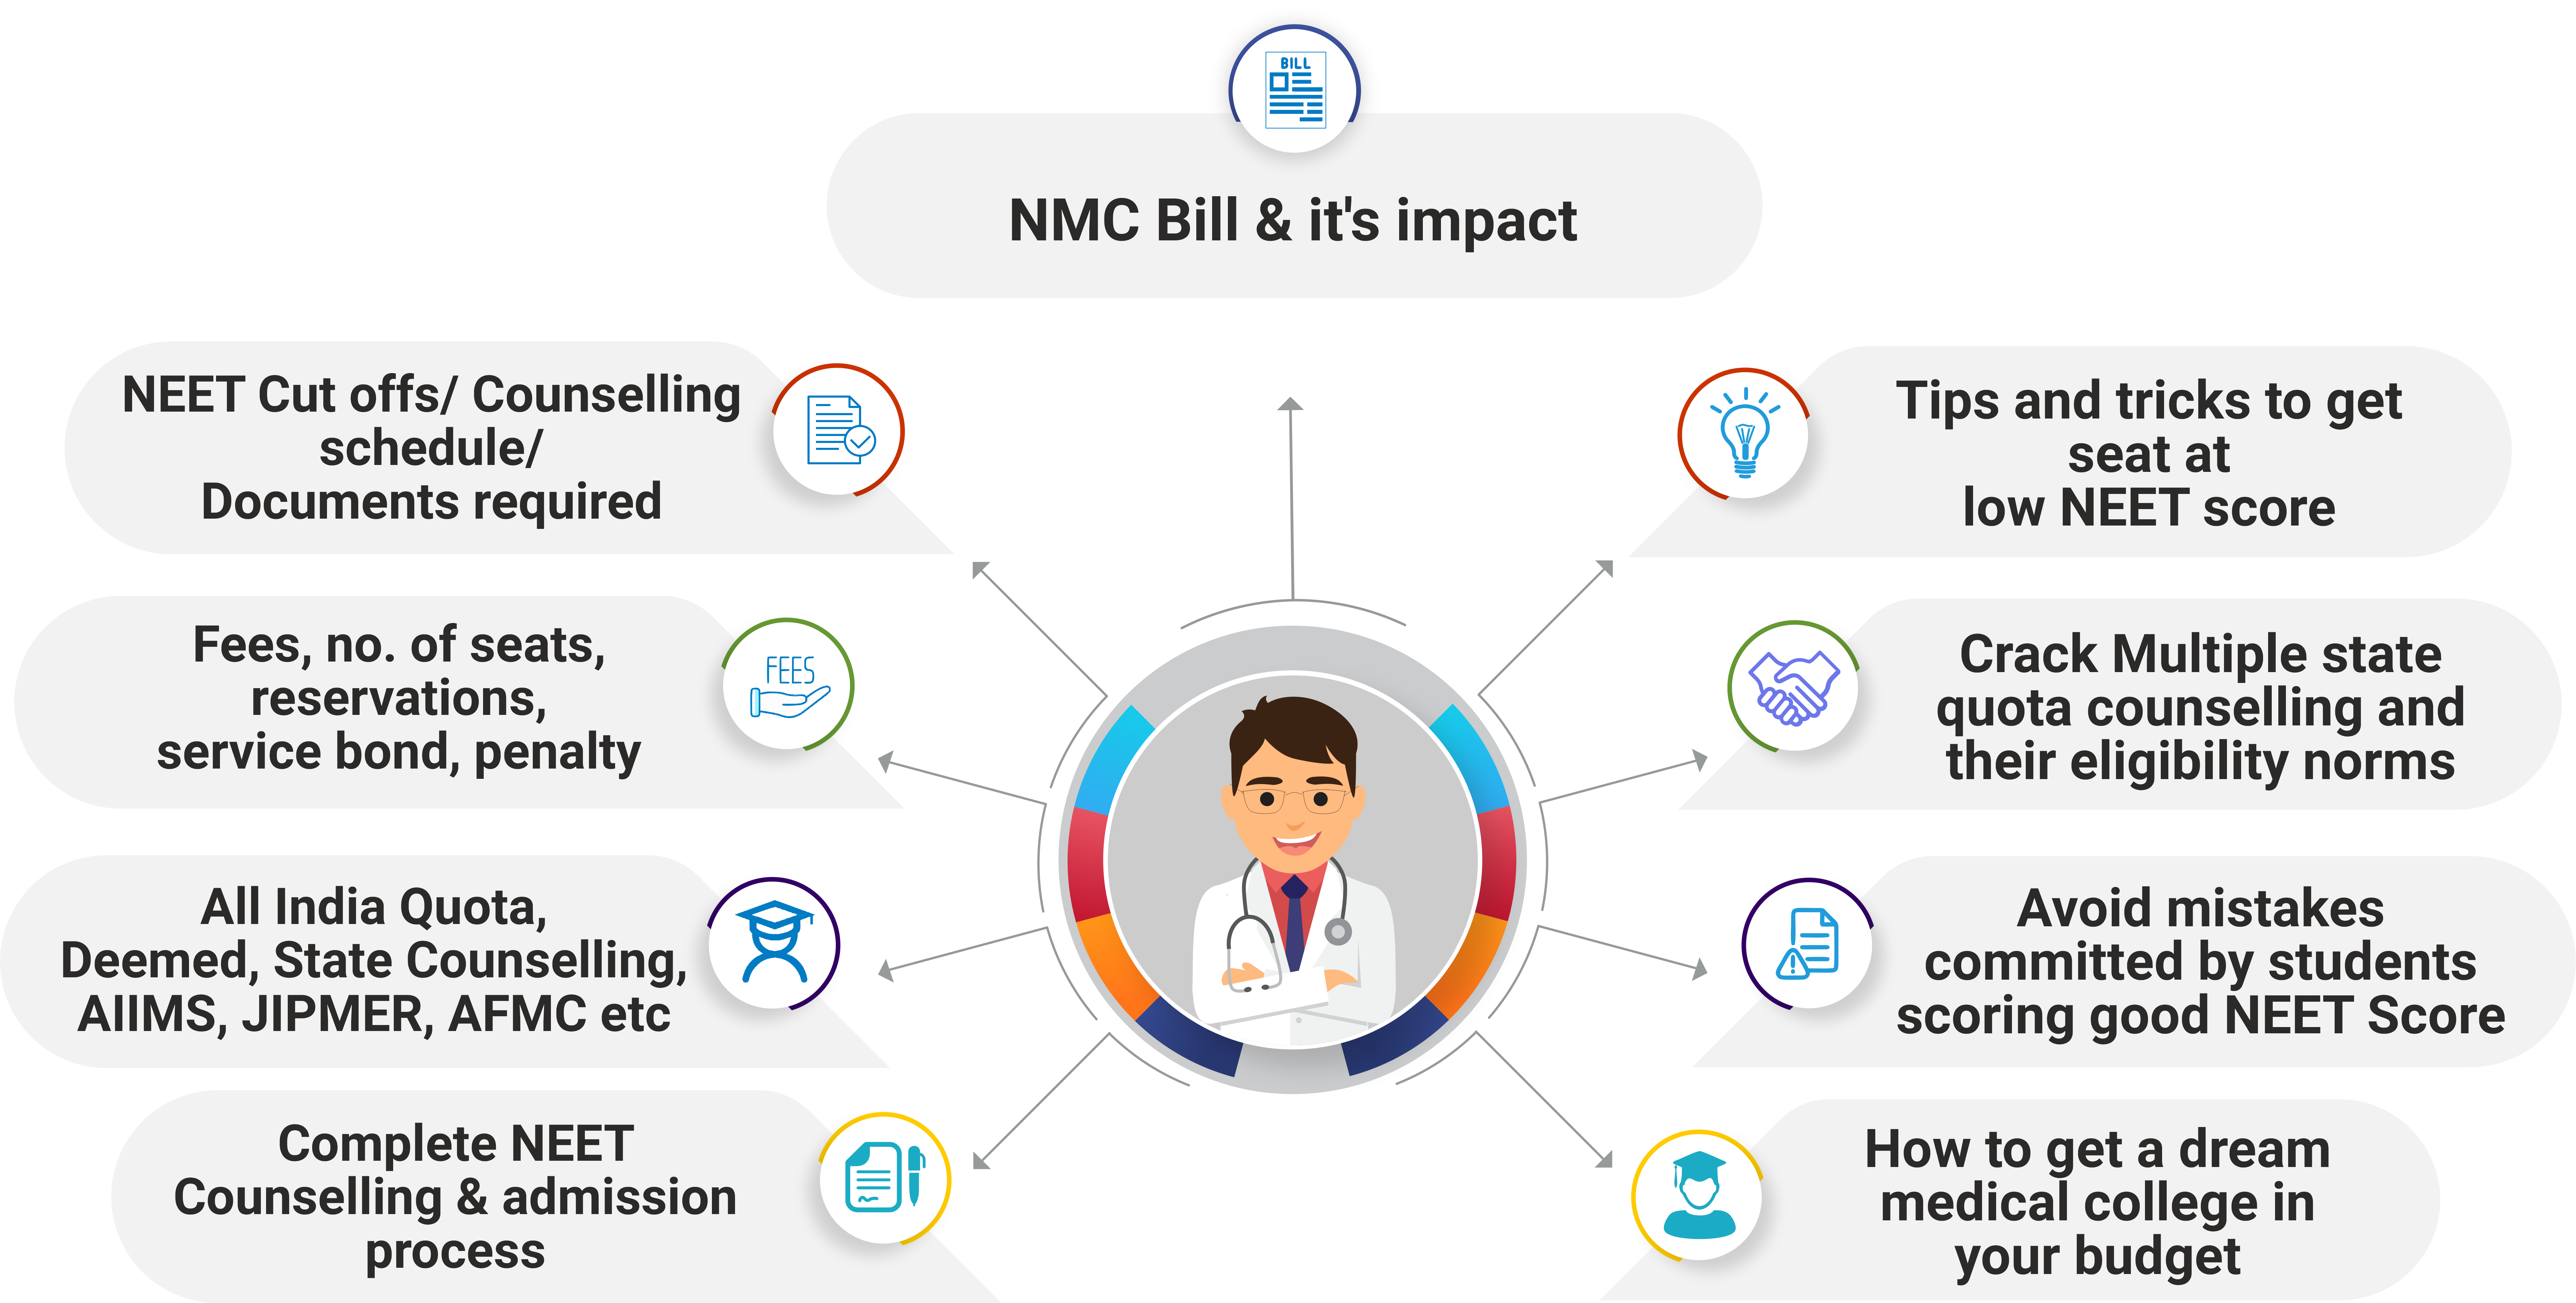 BILL
NMC Bill & it's impact
NEET Cut offs/ Counselling
schedule/
Documents required
Fees, no. of seats,
reservations,
service bond, penalty
FEES
All India Quota,
Deemed, State Counselling,
AIIMS, JIPMER, AFMC etc
Complete NEET
Counselling & admission
process
Tips and tricks to get
seat at
low NEET score
Crack Multiple state
quota counselling and
their eligibility norms
Avoid mistakes
committed by students
scoring good NEET Score
How to get a dream
medical college in
your budget